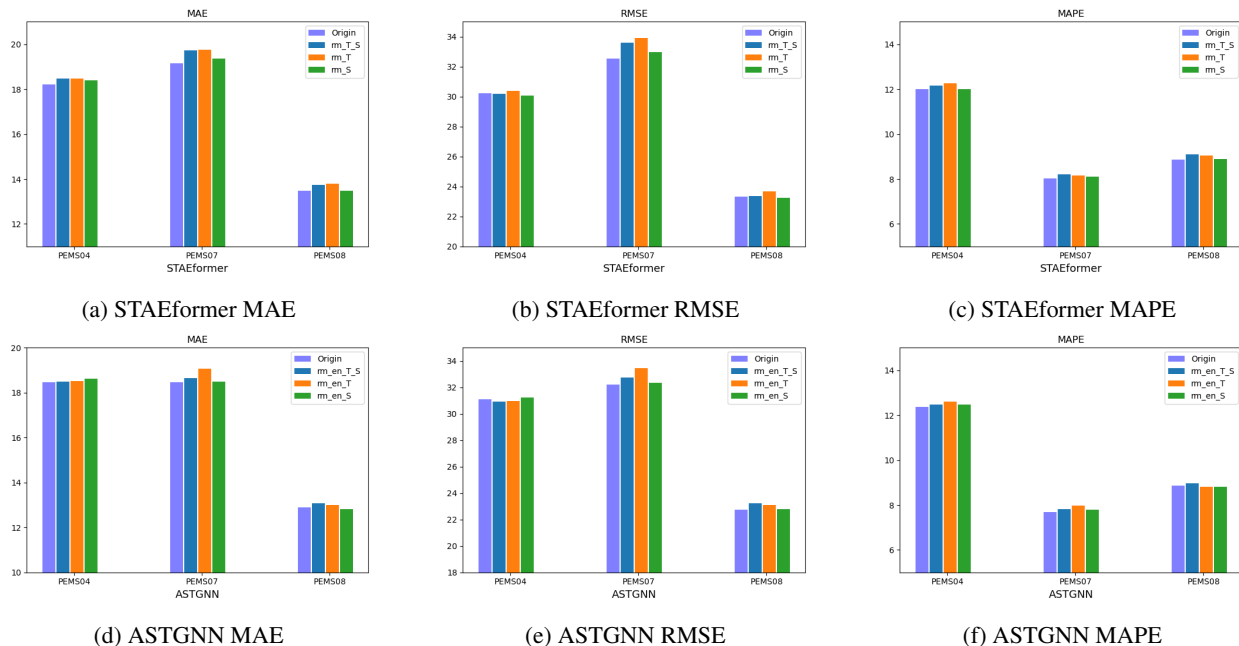 MAE
20
18
16
14
12
Origin
rm_T_S
rm_T
rm_S
PEMS04 PEMS07 PEMS08
STAEformer
(a) STAEformer MAE
RMSE
34
32
30
28
26
24
22
20
Origin
rm_T_S
rm_T
rm_S
PEMS04 PEMS07 PEMS08
STAEformer
(b) STAEformer RMSE
MAPE
14
12
10
8
6
Origin
rm_T_S
rm_T
rm_S
PEMS04 PEMS07 PEMS08
STAEformer
(c) STAEformer MAPE
MAE
20
18
16
14
12
10
Origin
rm_en_T_S
rm_en_T
rm_en_S
PEMS04 PEMS07 PEMS08
ASTGNN
(d) ASTGNN MAE
RMSE
34
32
30
28
26
24
22
20
18
Origin
rm_en_T_S
rm_en_T
rm_en_S
PEMS04 PEMS07 PEMS08
ASTGNN
(e) ASTGNN RMSE
MAPE
14
12
10
8
6
Origin
rm_en_T_S
rm_en_T
rm_en_S
PEMS04 PEMS07 PEMS08
ASTGNN
(f) ASTGNN MAPE